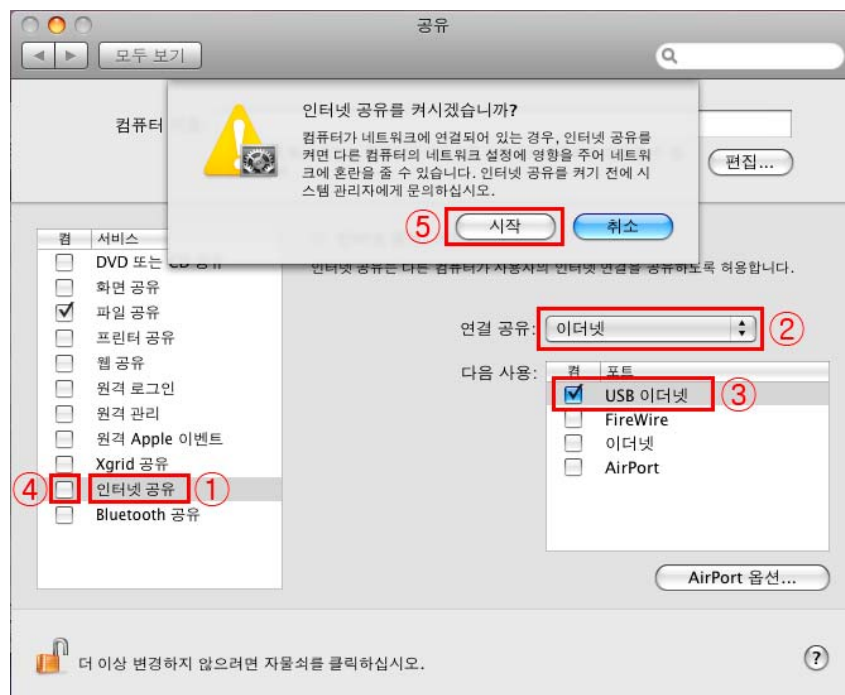 공유
모두 보기
컴퓨터
인터넷 공유를 켜시겠습니까?
컴퓨터가 네트워크에 연결되어 있는 경우, 인터넷 공유를
켜면 다른 컴퓨터의 네트워크 설정에 영향을 주어 네트워
크에 혼란을 줄 수 있습니다. 인터넷 공유를 켜기 전에 시
스템 관리자에게 문의하십시오.
편집...
⑤ 시작 취소
켬 서비스
DVD 또는
화면 공유
파일 공유
프린터 공유
웹 공유
원격 로그인
원격 관리
원격 Apple 이벤트
Xgrid 공유
④ 인터넷 공유 ①
Bluetooth 공유
인터넷 공유는 다른 컴퓨터가 사용자의 인터넷 연결을 공유하도록 허용합니다.
연결 공유: 이더넷 ②
다음 사용: 켬 포트
USB 이더넷 ③
FireWire
이더넷
AirPort
AirPort 옵션...
더 이상 변경하지 않으려면 자물쇠를 클릭하십시오.
?